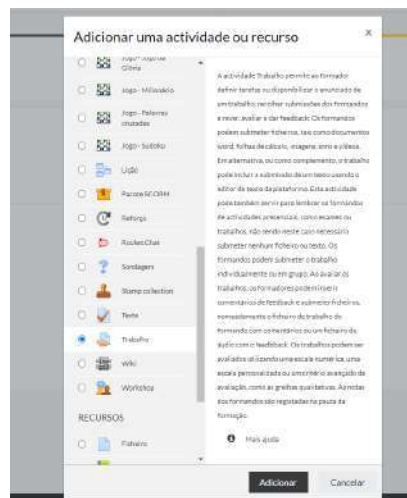 Adicionar uma actividade ou recurso
×
Jogo - Jogo da
Glória
Jogo - Milionário
Jogo - Palavras
cruzadas
Jogo - Sudoku
Lição
Pacote SCORM
Reforço
Sondagem
Stamp collection
Teste
Trabalho
Wiki
Workshop
RECURSOS
Ficheiro
A actividade Trabalho permite ao formador
definir tarefas ou disponibilizar o enunciado de
um trabalho, recolher submissões dos formandos
e rever, avaliar e dar feedback. Os formandos
podem submeter ficheiros, tais como documentos
word, folhas de cálculo, imagens, sons e vídeos.
Em alternativa, ou como complemento, o trabalho
pode incluir a submissão de um texto usando o
editor de texto da plataforma. Esta actividade
pode também servir para lembrar os formandos
de actividades presenciais, como exames ou
trabalhos, não sendo neste caso necessário
submeter nenhum ficheiro ou texto. Os
formandos podem submeter o trabalho
individualmente ou em grupo. Ao avaliar os
trabalhos, os formadores podem inserir
comentários de feedback e submeter ficheiros,
nomeadamente o ficheiro de trabalho do
formando com comentários ou um ficheiro de
áudio com o feedback. Os trabalhos podem ser
avaliados utilizando uma escala numérica, uma
escala personalizada ou um critério avançado de
avaliação, como as grelhas qualitativas. As notas
dos formandos são registadas na pauta da
formação.
Mais ajuda
Adicionar
Cancelar